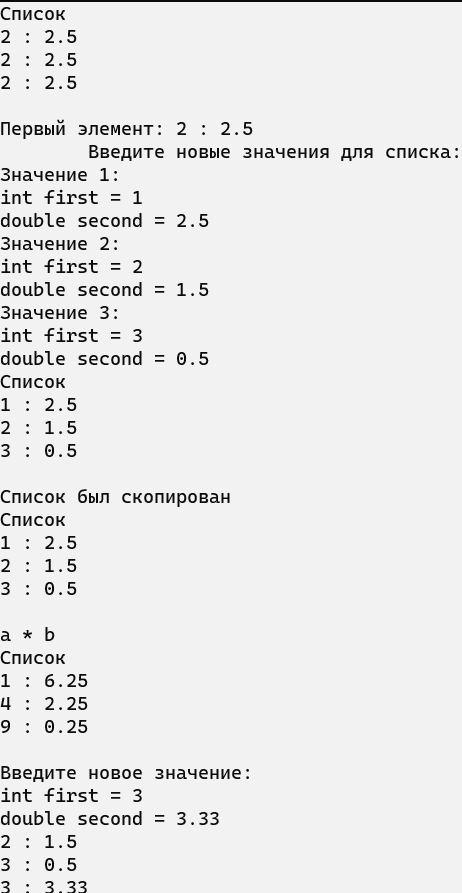 Список
2 : 2.5
2 : 2.5
2 : 2.5
Первый элемент: 2 : 2.5
Введите новые значения для списка:
Значение 1:
int first = 1
double second = 2.5
Значение 2:
int first = 2
double second = 1.5
Значение 3:
int first = 3
double second = 0.5
Список
1 : 2.5
2 : 1.5
3 : 0.5
Список был скопирован
Список
1 : 2.5
2 : 1.5
3 : 0.5
a * b
Список
1 : 6.25
4 : 2.25
9 : 0.25
Введите новое значение:
int first = 3
double second = 3.33
2 : 1.5
3 : 0.5
3 : 3.33